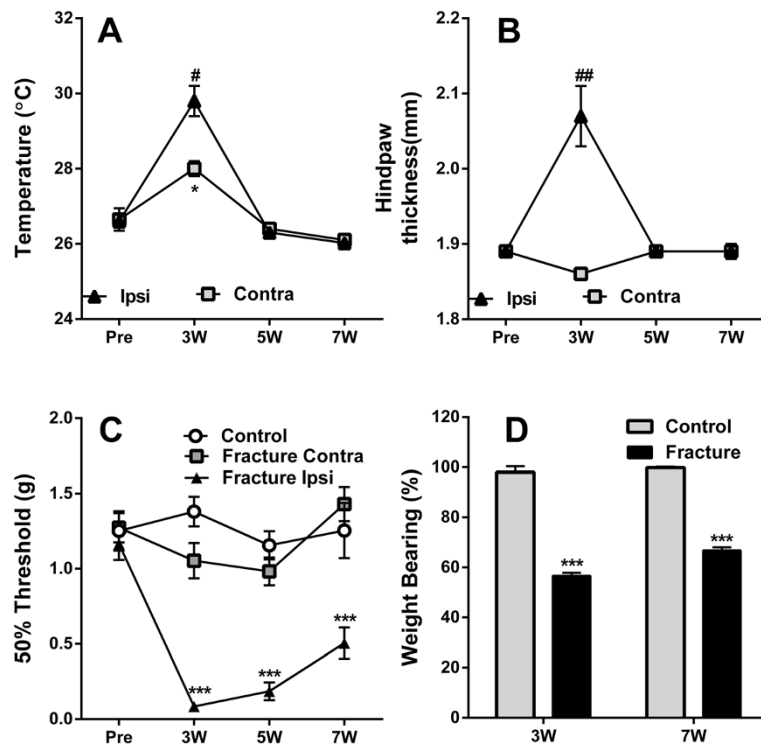 A
Temperature (°C)
32
30
28
26
24
#
*
Ipsi
Contra
Pre
3W
5W
7W
B
Hindpaw
thickness(mm)
2.2
2.1
2.0
1.9
1.8
##
Ipsi
Contra
Pre
3W
5W
7W
C
50% Threshold (g)
2.0
1.5
1.0
0.5
0.0
Control
Fracture Contra
Fracture Ipsi
***
***
***
Pre
3W
5W
7W
D
Weight Bearing (%)
120
100
80
60
40
20
0
Control
Fracture
***
***
3W
7W